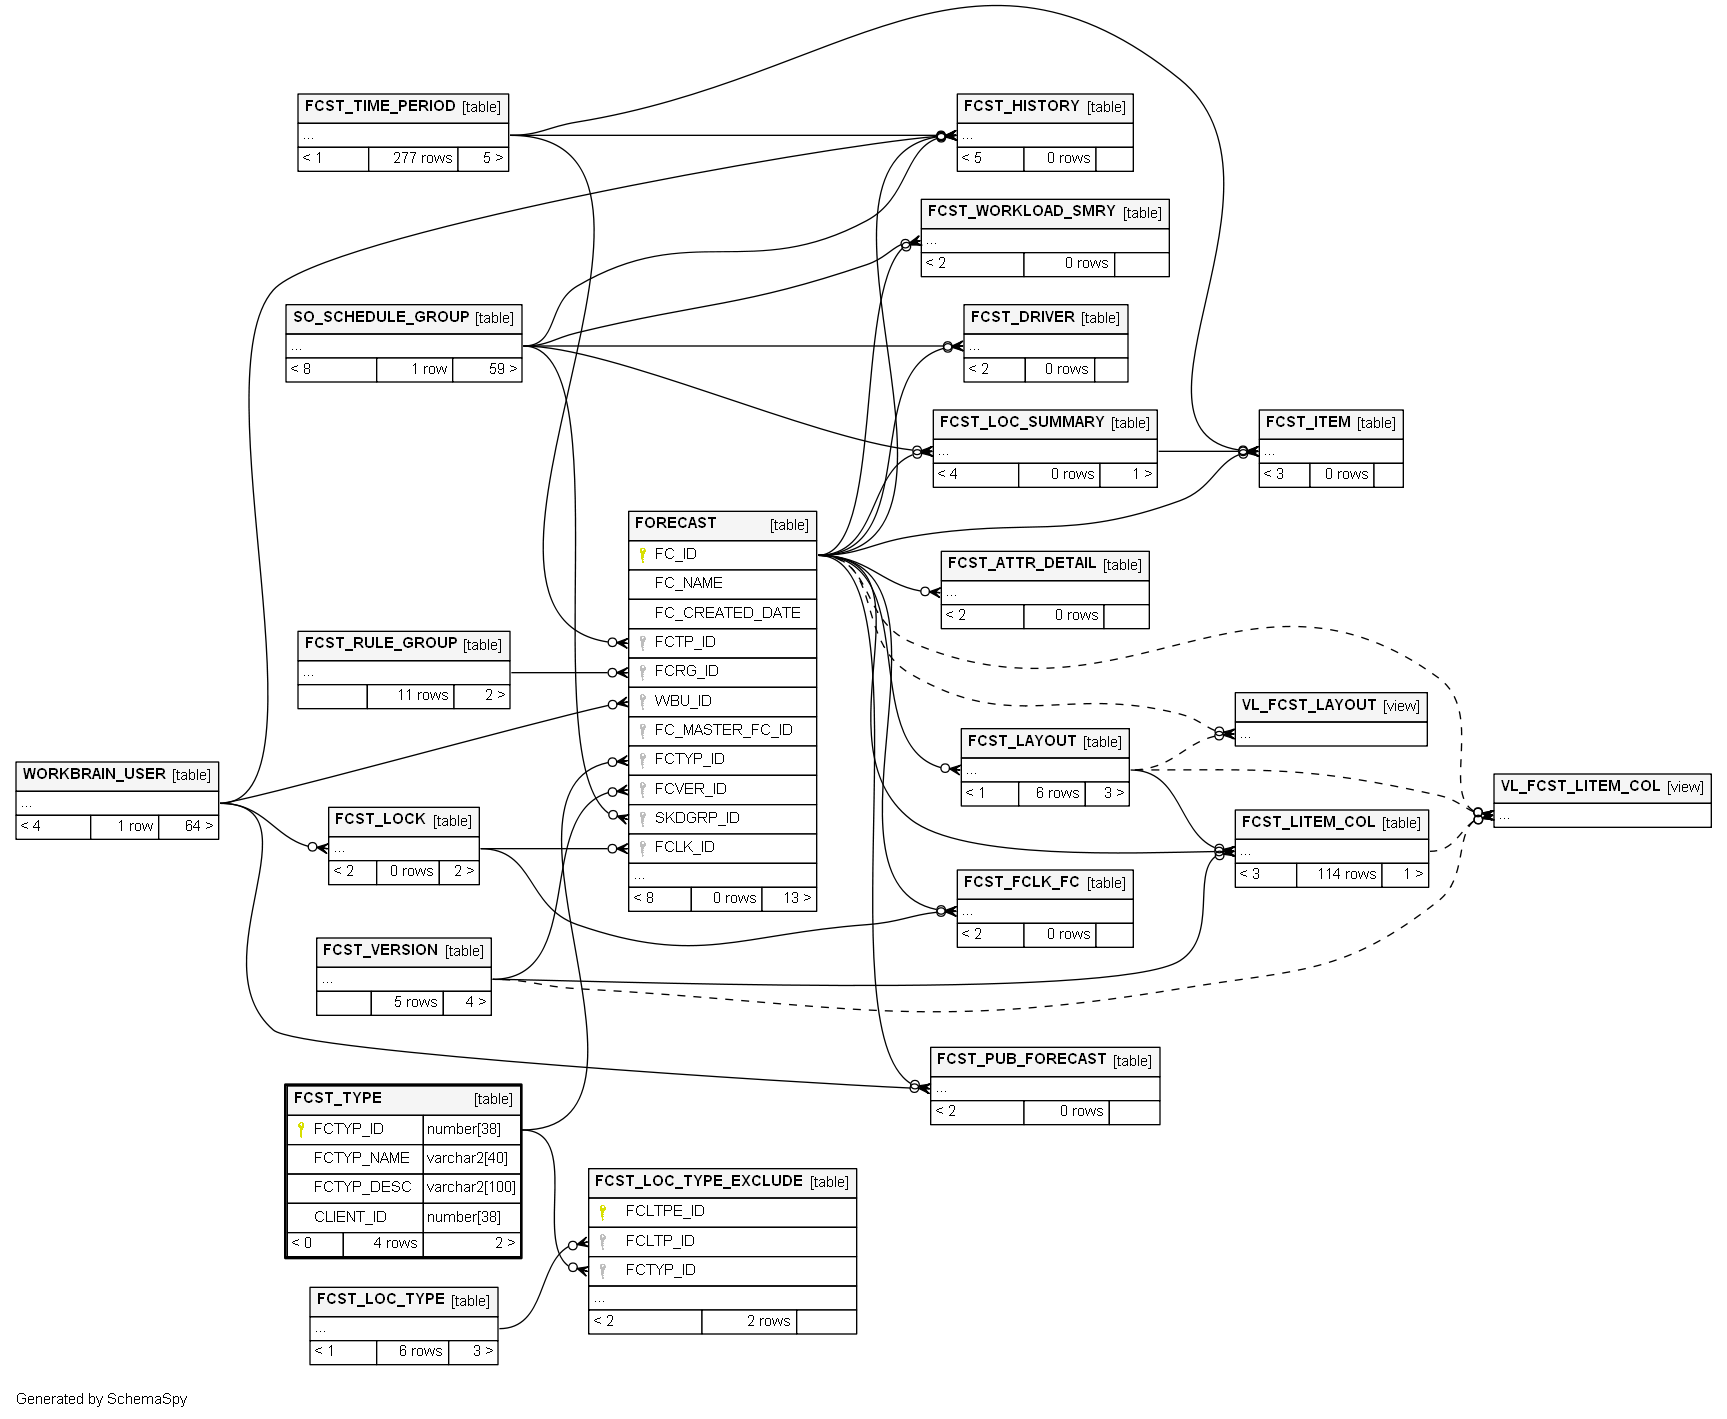 FCST_TIME_PERIOD [table]
...
< 1 277 rows 5 >
FCST_HISTORY [table]
...
< 5 0 rows
FCST_WORKLOAD_SMRY [table]
...
< 2 0 rows
SO_SCHEDULE_GROUP [table]
...
< 8 1 row 59 >
FCST_DRIVER [table]
...
< 2 0 rows
FCST_LOC_SUMMARY [table]
...
< 4 0 rows 1 >
FCST_ITEM [table]
...
< 3 0 rows
FORECAST [table]
FC_ID
FC_NAME
FC_CREATED_DATE
FCTP_ID
FCRG_ID
WBU_ID
FC_MASTER_FC_ID
FCTYP_ID
FCVER_ID
SKDGRP_ID
FCLK_ID
...
< 8 0 rows 13 >
FCST_ATTR_DETAIL [table]
...
< 2 0 rows
FCST_RULE_GROUP [table]
...
11 rows 2 >
VL_FCST_LAYOUT [view]
...
FCST_LAYOUT [table]
...
< 1 6 rows 3 >
WORKBRAIN_USER [table]
...
< 4 1 row 64 >
VL_FCST_LITEM_COL [view]
...
FCST_LOCK [table]
...
< 2 0 rows 2 >
FCST_LITEM_COL [table]
...
< 3 114 rows 1 >
FCST_FCLK_FC [table]
...
< 2 0 rows
FCST_VERSION [table]
...
5 rows 4 >
FCST_PUB_FORECAST [table]
...
< 2 0 rows
FCST_TYPE [table]
FCTYP_ID number[38]
FCTYP_NAME varchar2[40]
FCTYP_DESC varchar2[100]
CLIENT_ID number[38]
< 0 4 rows 2 >
FCST_LOC_TYPE_EXCLUDE [table]
FCLTPE_ID
FCLTP_ID
FCTYP_ID
...
< 2 2 rows
FCST_LOC_TYPE [table]
...
< 1 6 rows 3 >
Generated by SchemaSpy